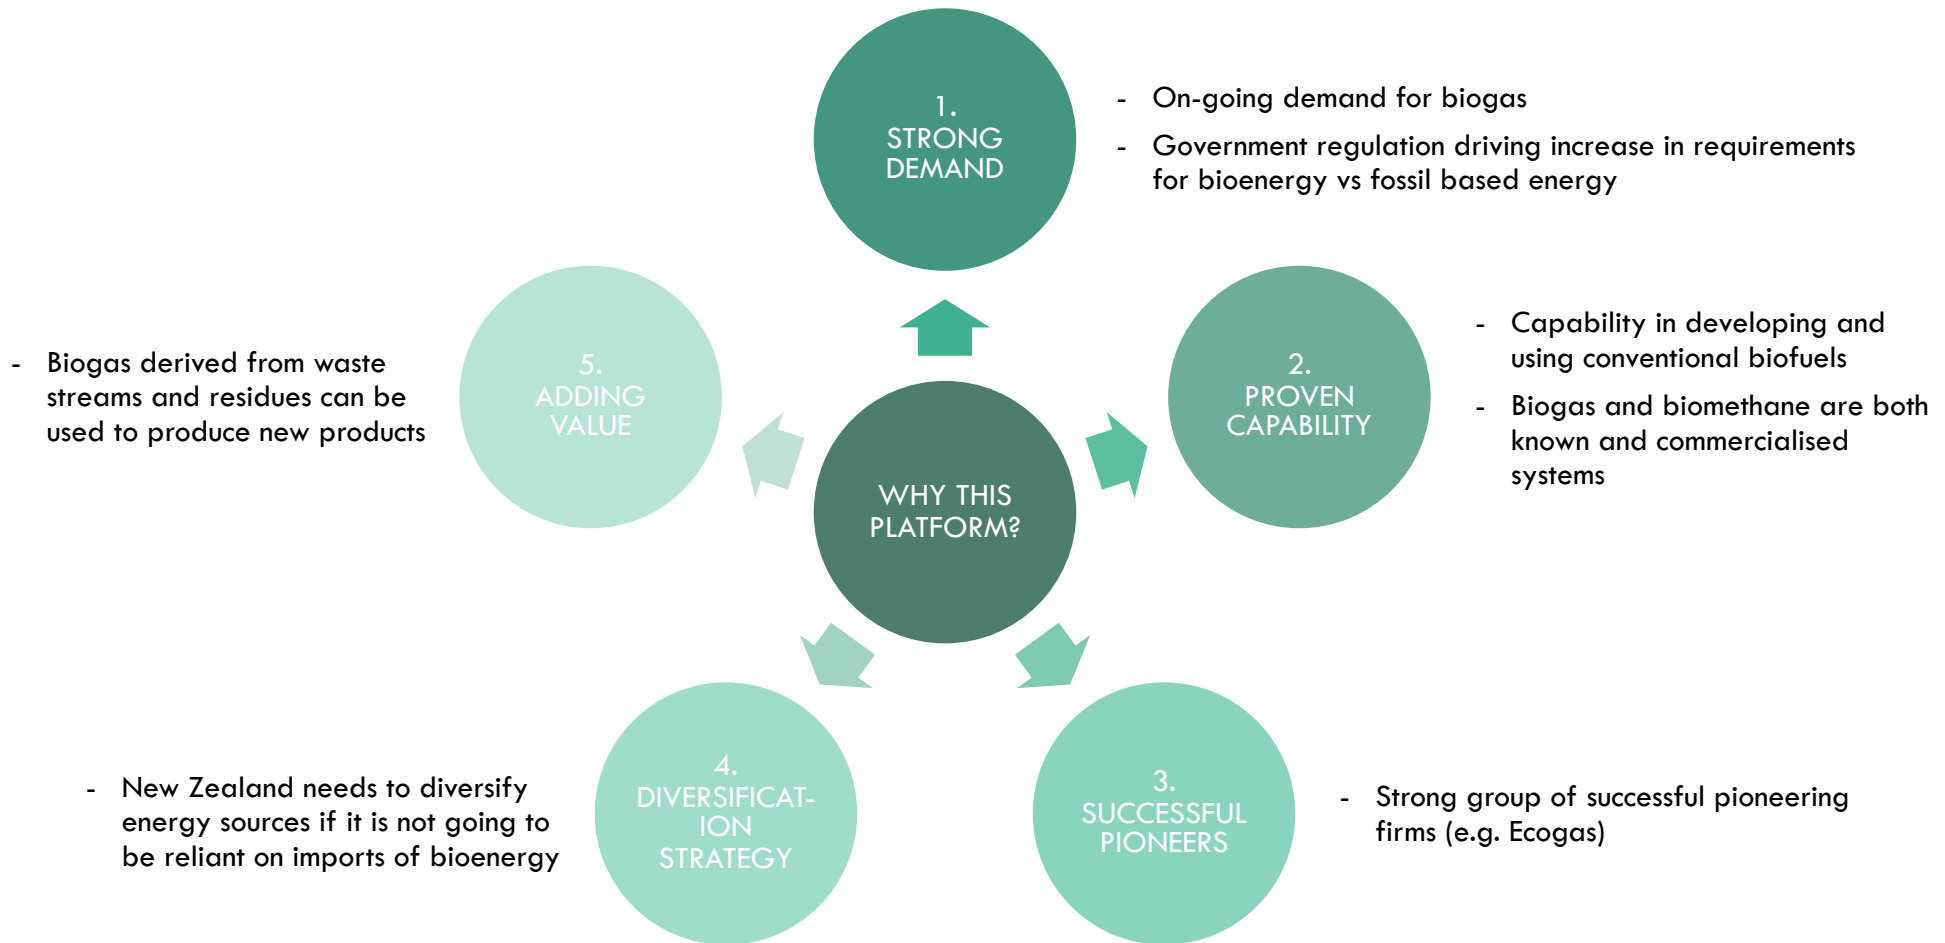 1.
STRONG
DEMAND
- On-going demand for biogas
- Government regulation driving increase in requirements
for bioenergy vs fossil based energy
2.
PROVEN
CAPABILITY
- Capability in developing and
using conventional biofuels
- Biogas and biomethane are both
known and commercialised
systems
5.
ADDING
VALUE
- Biogas derived from waste
streams and residues can be
used to produce new products
WHY THIS
PLATFORM?
4.
DIVERSIFICAT-
ION
STRATEGY
- New Zealand needs to diversify
energy sources if it is not going to
be reliant on imports of bioenergy
3.
SUCCESSFUL
PIONEERS
- Strong group of successful pioneering
firms (e.g. Ecogas)